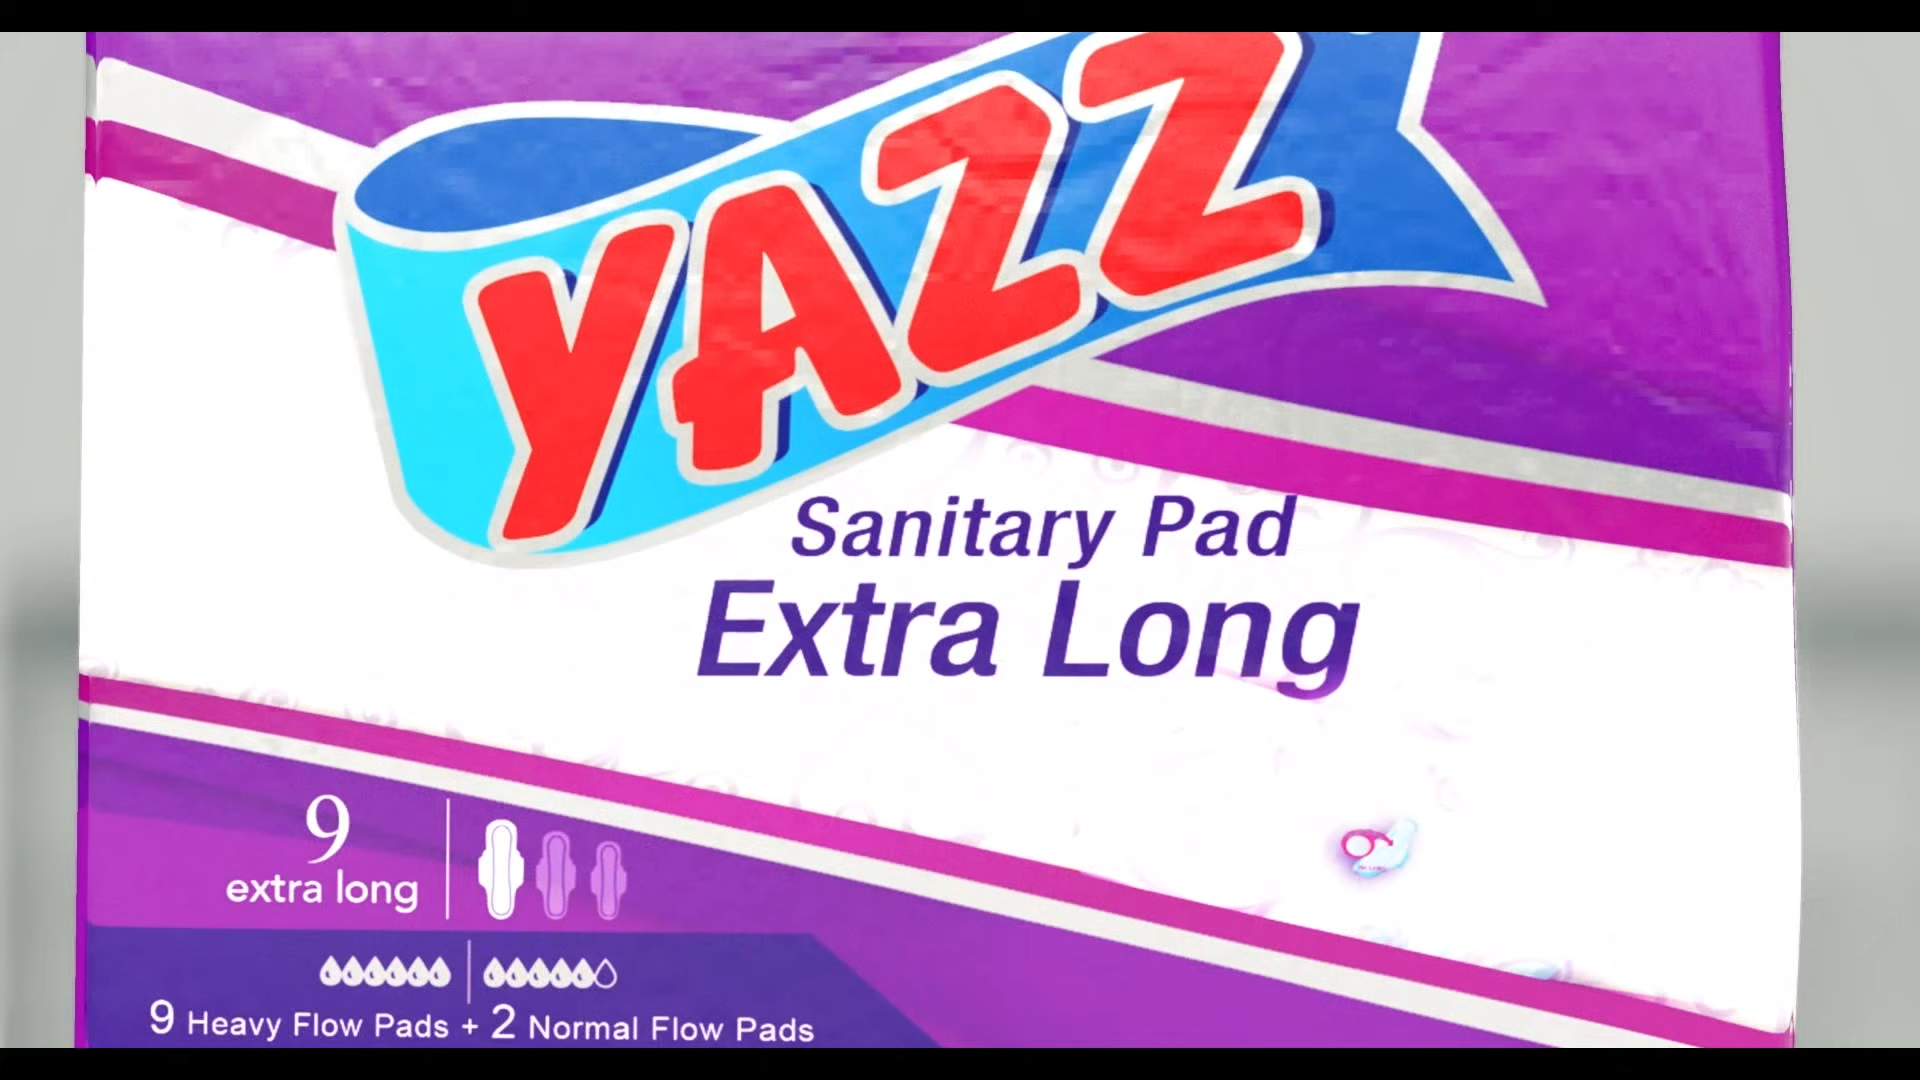 YAZZ
Sanitary Pad
Extra Long
9
extra long
9 Heavy Flow Pads + 2 Normal Flow Pads